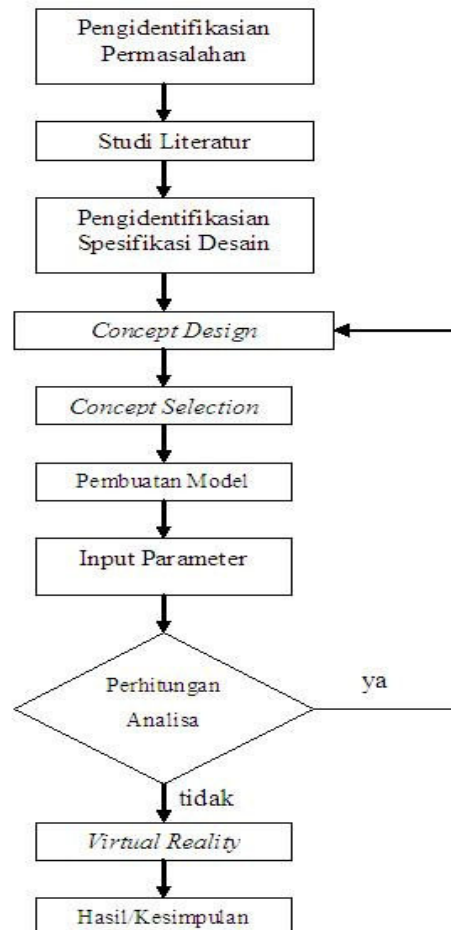 Pengidentifikasian
Permasalahan
Studi Literatur
Pengidentifikasian
Spesifikasi Desain
Concept Design
Concept Selection
Pembuatan Model
Input Parameter
Perhitungan
Analisa
ya
tidak
Virtual Reality
Hasil/Kesimpulan